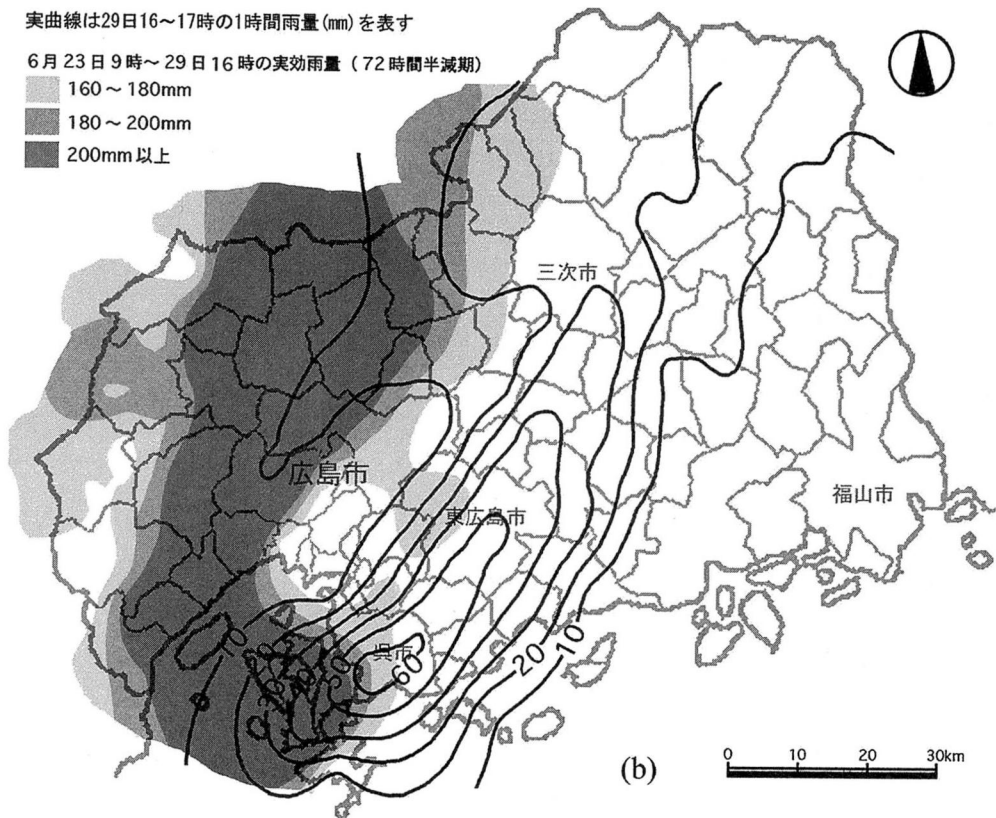 実曲線は29日16～17時の1時間雨量(mm)を表す
6月23日9時～29日16時の実効雨量(72時間半減期)
160～180mm
180～200mm
200mm以上
三次市
広島市
東広島市
福山市
呉市
60
20
10
(b)
0 10 20 30km